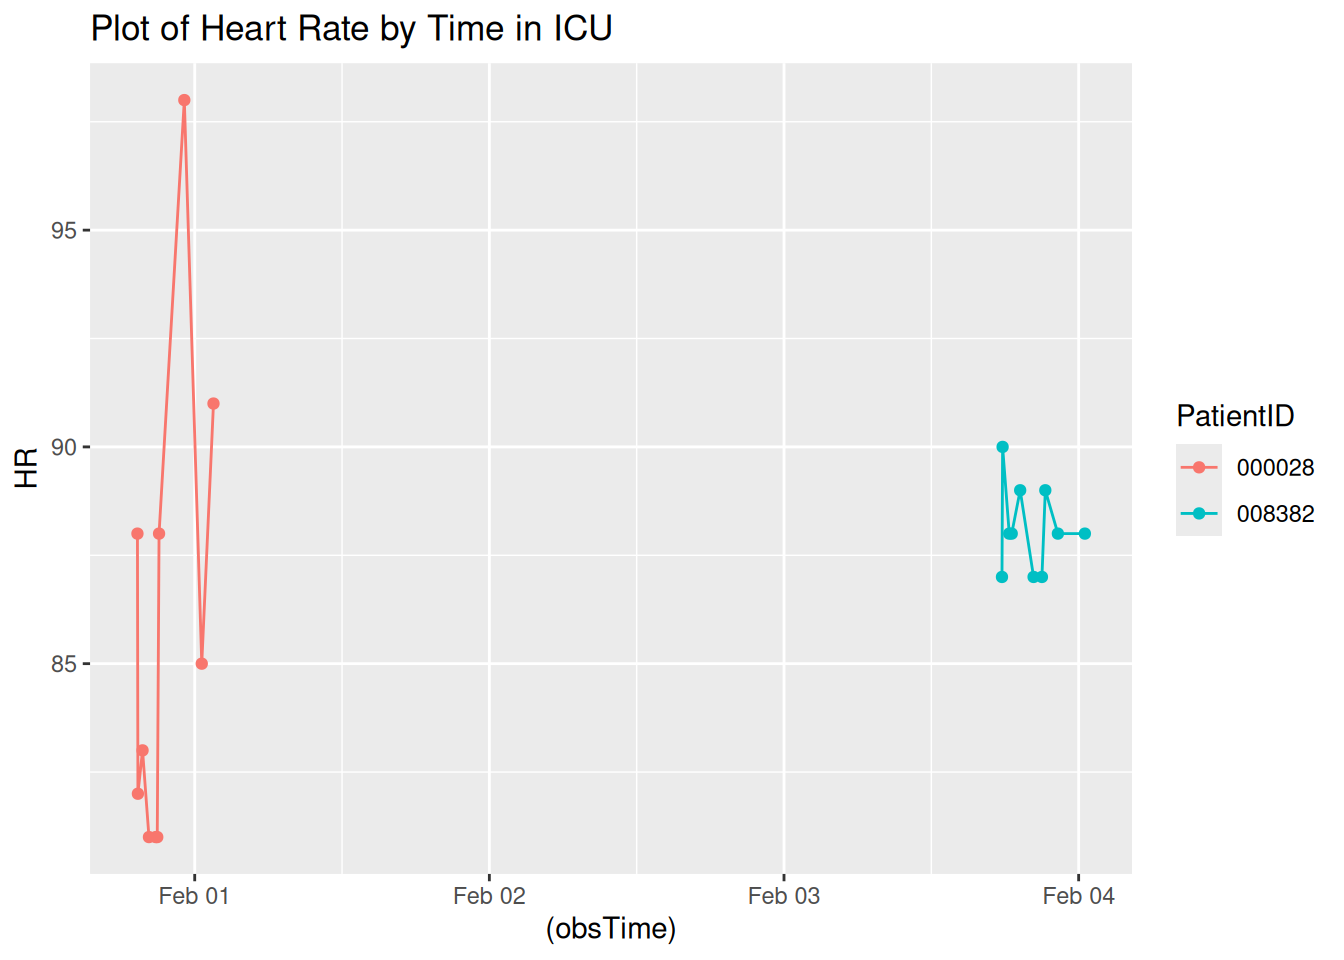 Plot of Heart Rate by Time in ICU
95
90
85
HR
Feb 01
Feb 02
Feb 03
Feb 04
(obsTime)
PatientID
000028
008382